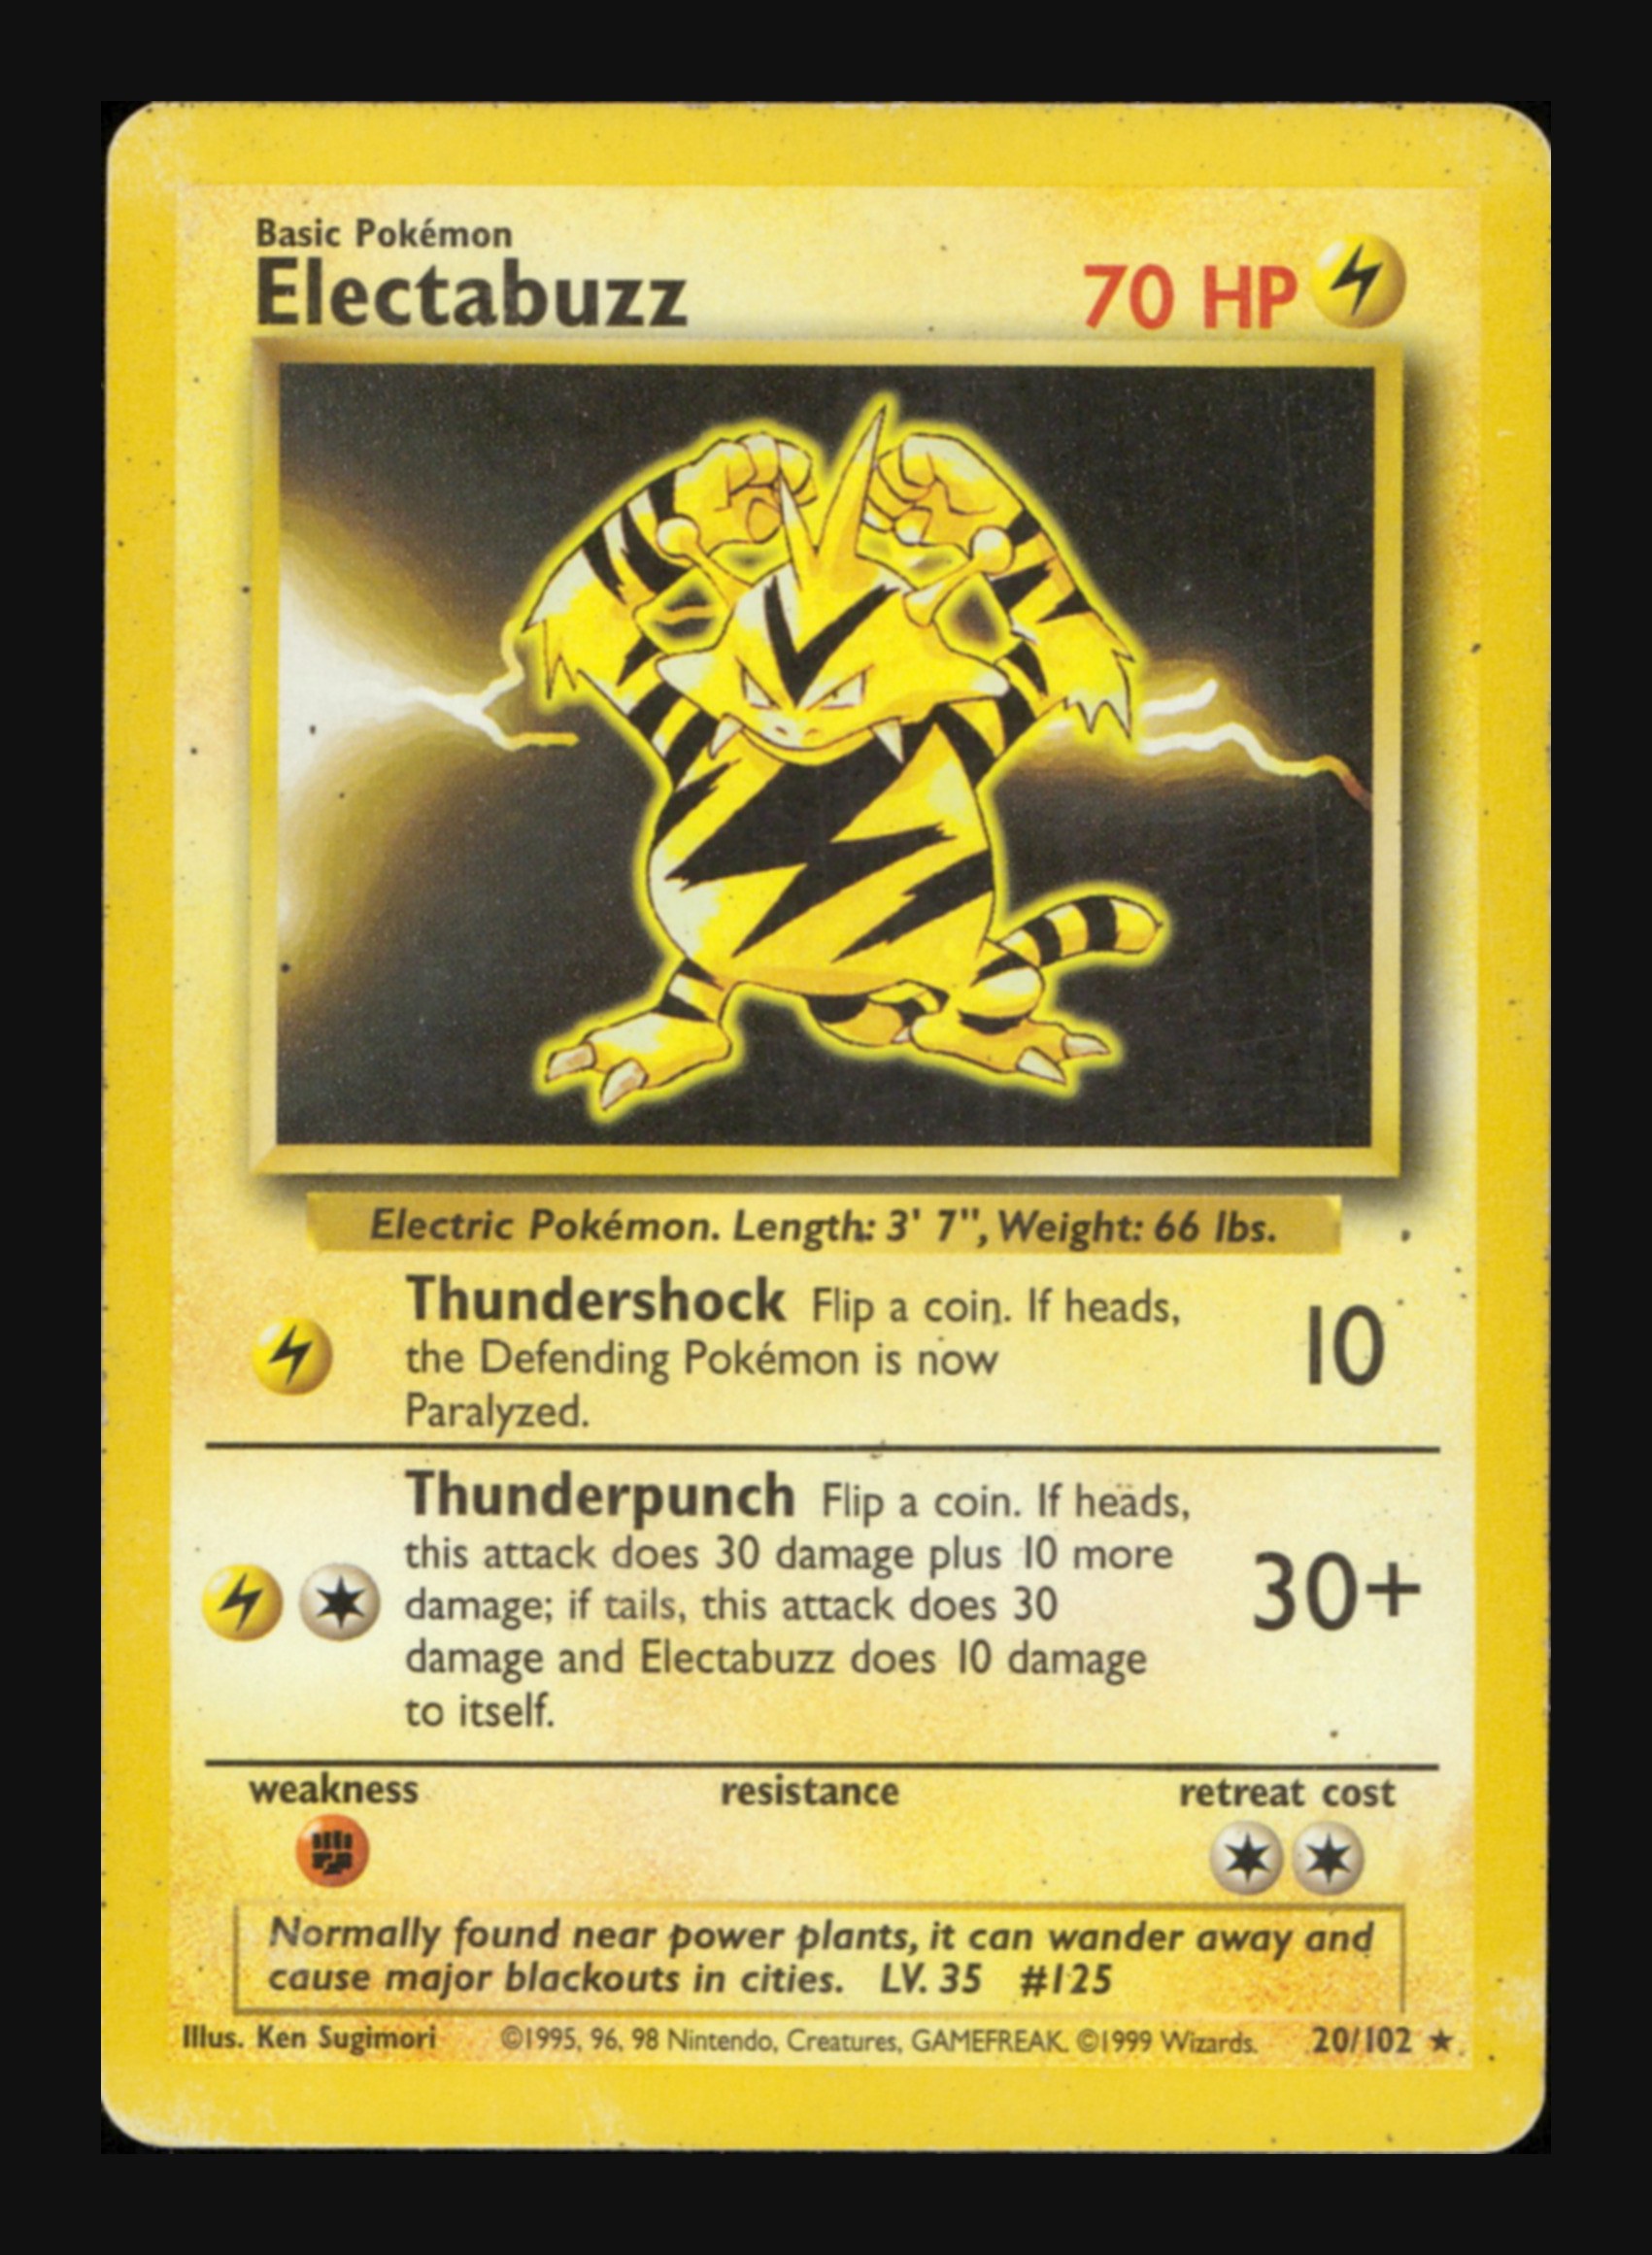 Basic Pokémon
Electabuzz
70 HP
Electric Pokémon. Length: 3' 7", Weight: 66 lbs.
Thundershock Flip a coin. If heads,
the Defending Pokémon is now
Paralyzed.
10
Thunderpunch Flip a coin. If heads,
this attack does 30 damage plus 10 more
damage; if tails, this attack does 30
damage and Electabuzz does 10 damage
to itself.
30+
weakness resistance retreat cost
Normally found near power plants, it can wander away and
cause major blackouts in cities. LV. 35 #125
Illus. Ken Sugimori ©1995, 96, 98 Nintendo, Creatures, GAMEFREAK. ©1999 Wizards. 20/102 ★